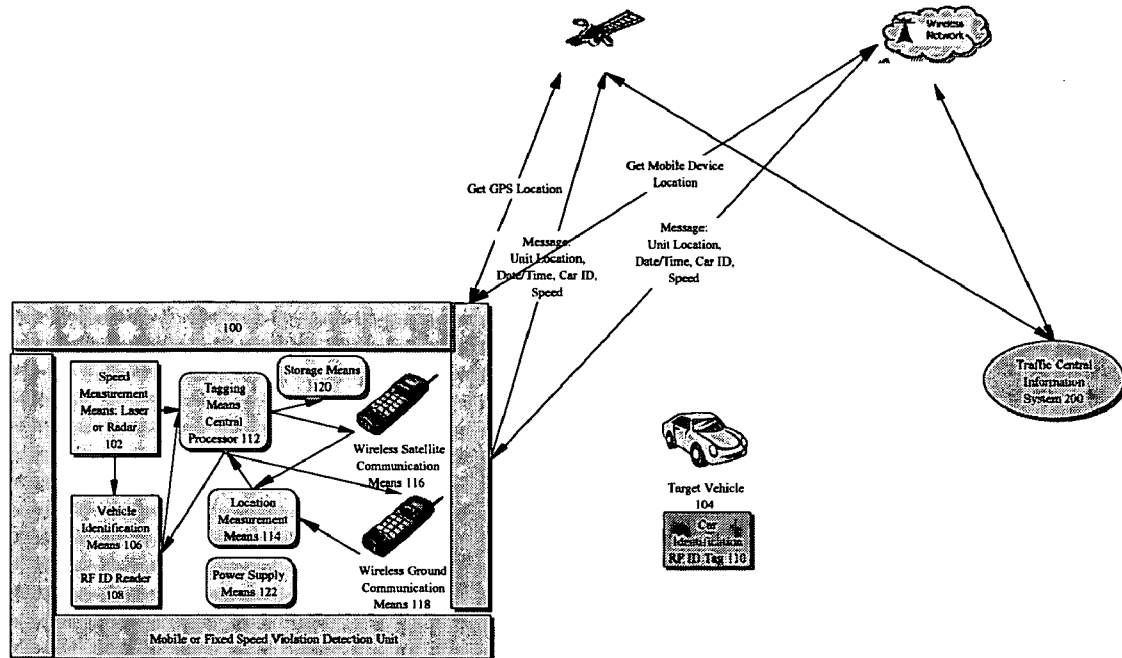 Wireless
Network
Get GPS Location
Get Mobile Device
Location
Message:
Unit Location,
Date/Time, Car ID,
Speed
Message:
Unit Location,
Date/Time, Car ID,
Speed
100
Speed
Measurement
Means: Laser
or Radar
102
Tagging
Means
Central
Processor 112
Storage Means
120
Wireless Satellite
Communication
Means 116
Vehicle
Identification
Means 106
RF ID Reader
108
Location
Measurement
Means 114
Power Supply
Means 122
Wireless Ground
Communication
Means 118
Mobile or Fixed Speed Violation Detection Unit
Target Vehicle
104
Car
Identification
RF ID Tag 110
Traffic Central
Information
System 200